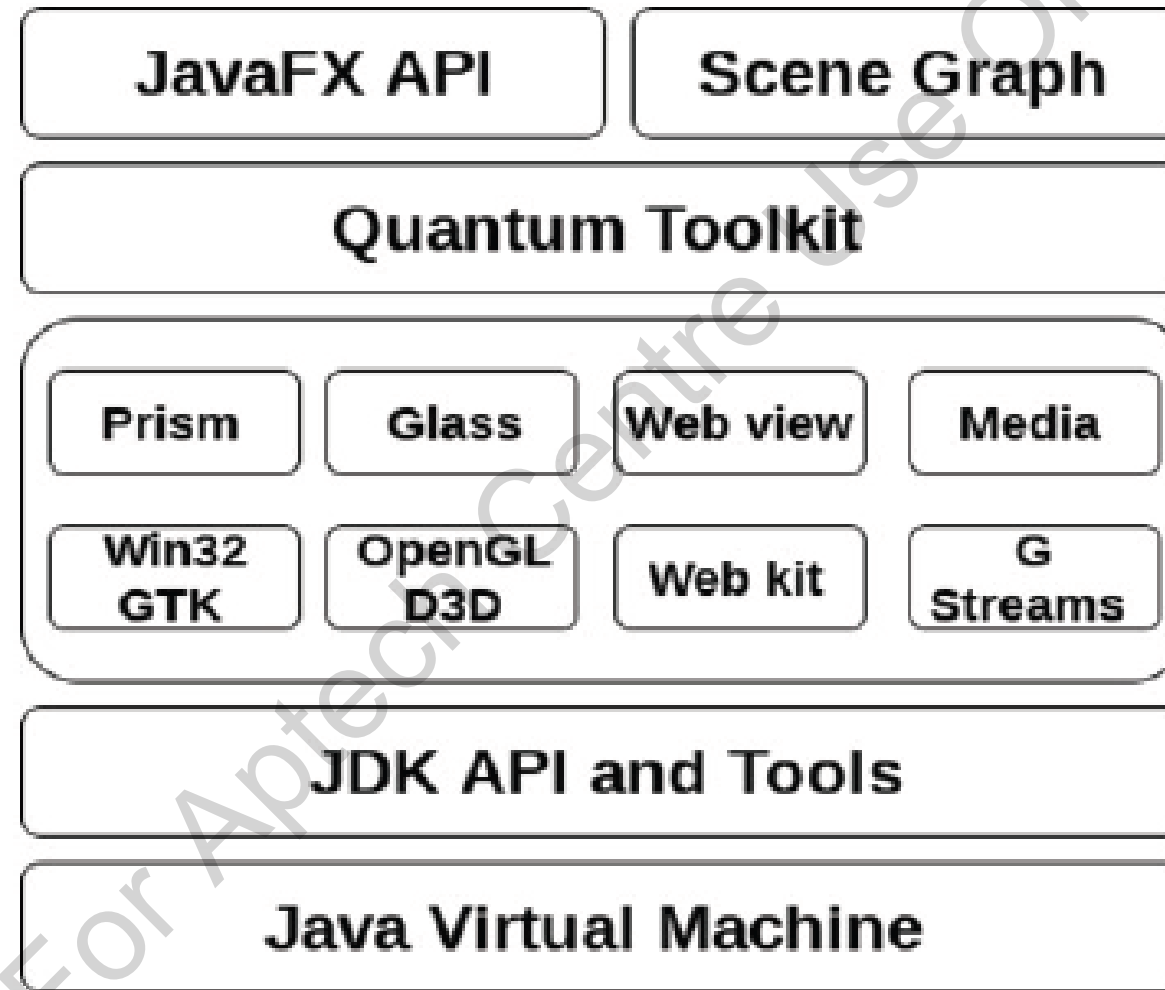 JavaFX API
Scene Graph
Quantum Toolkit
Prism
Glass
Web view
Media
Win32
GTK
OpenGL
D3D
Web kit
G
Streams
JDK API and Tools
Java Virtual Machine
For Aptech Centre Use